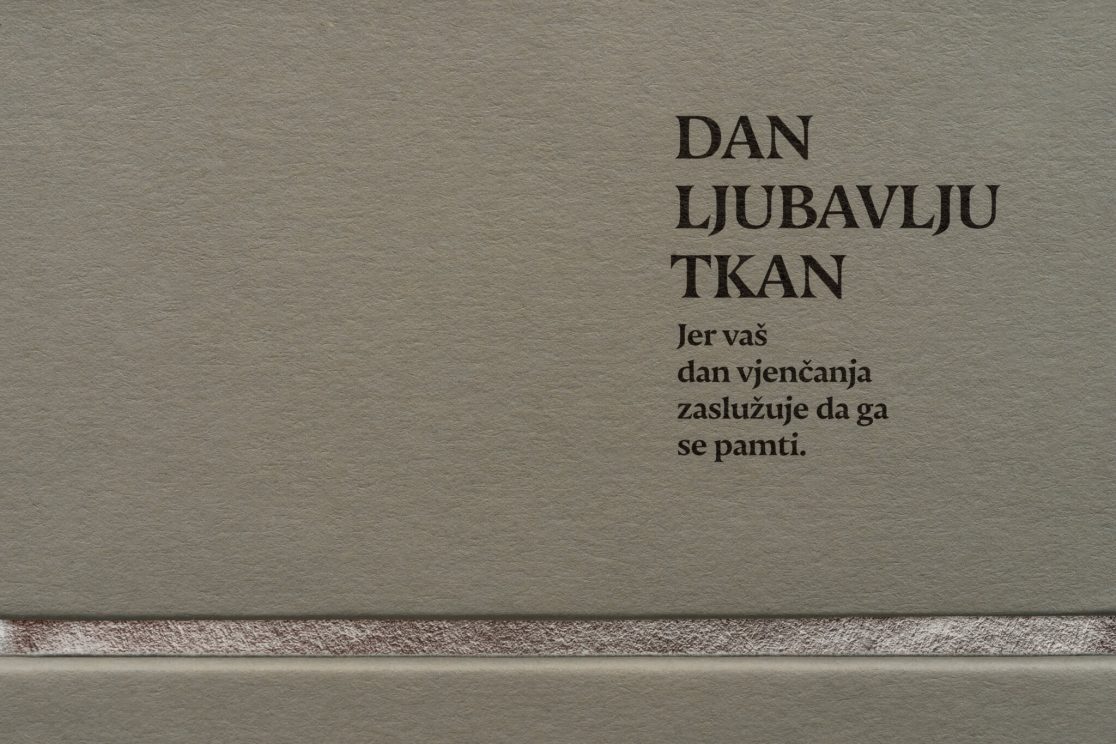 DAN
LJUBAVLJU
TKAN
Jer vaš
dan vjenčanja
zaslužuje da ga
se pamti.